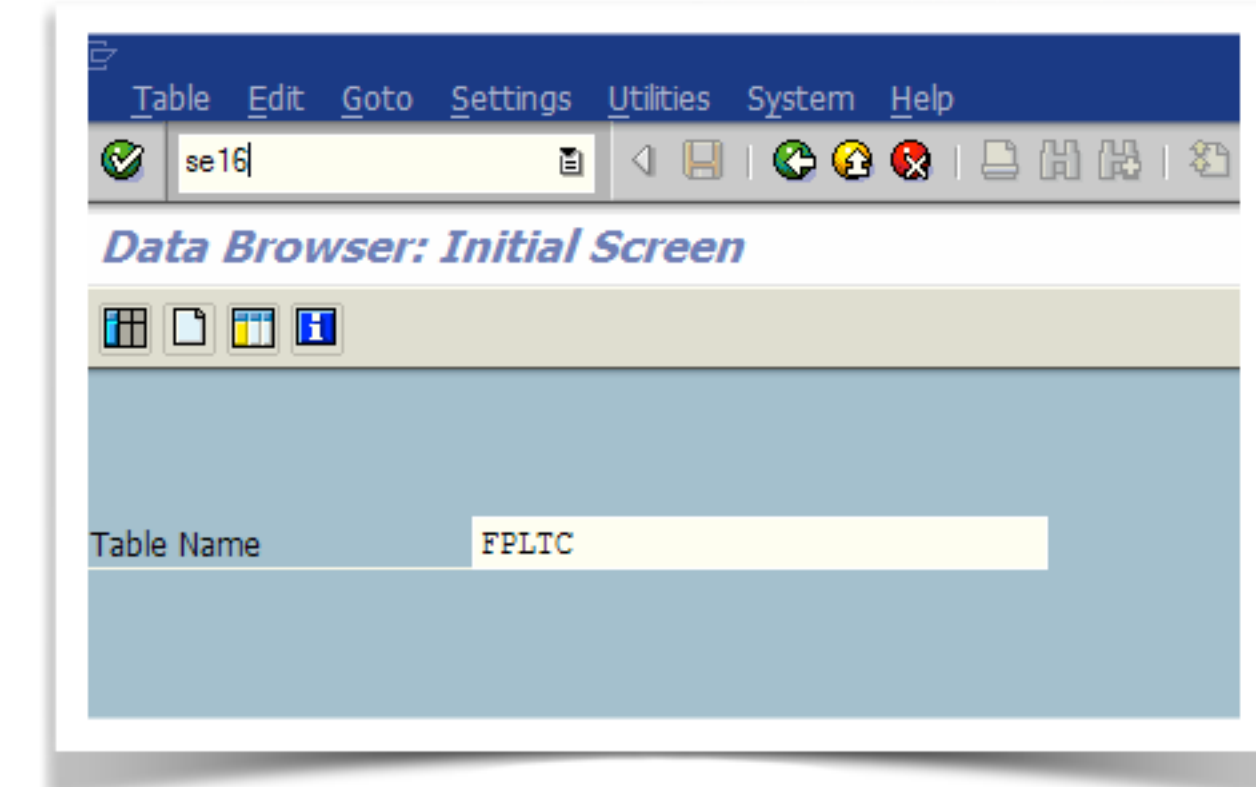 Table Edit Goto Settings Utilities System Help
se16
Data Browser: Initial Screen
Table Name FPLTC